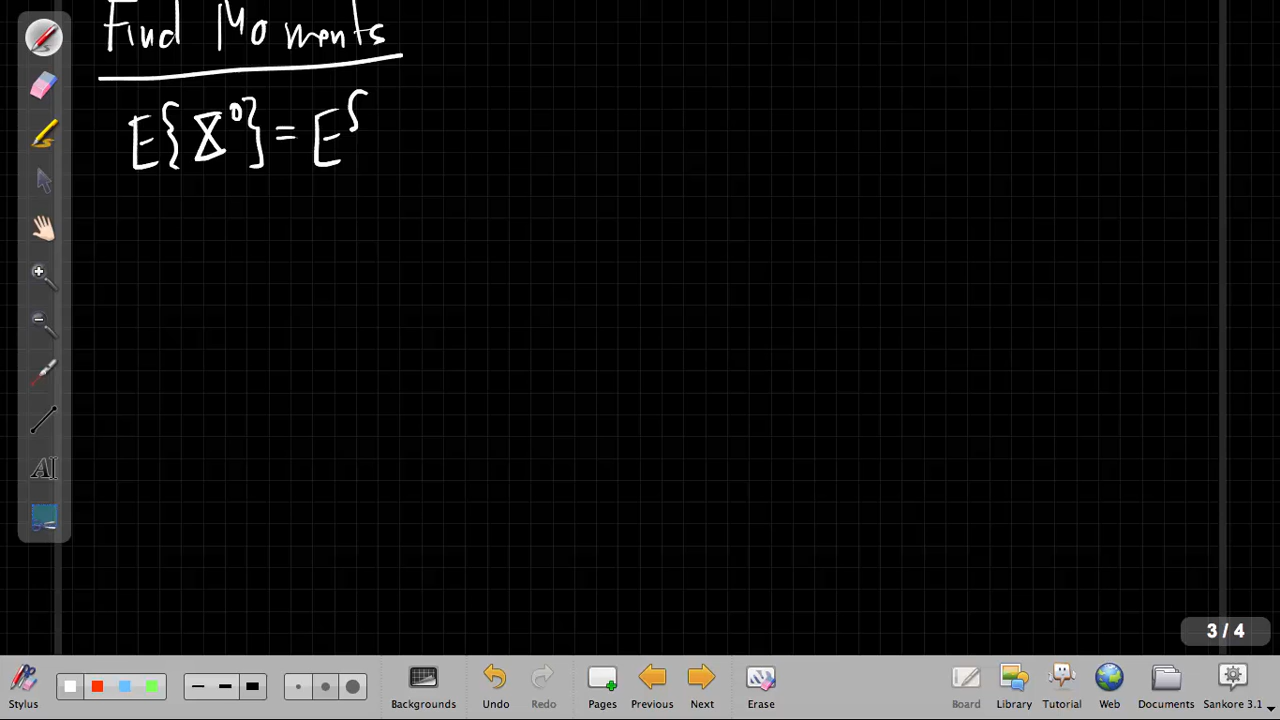 Find Moments
E{X⁰} = E{
3 / 4
Stylus Backgrounds Undo Redo Pages Previous Next Erase Board Library Tutorial Web Documents Sankore 3.1